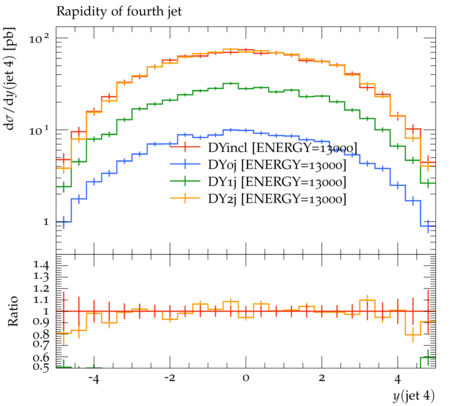 Rapidity of fourth jet
dσ/dy(jet 4) [pb]
10²
10¹
1
DYincl [ENERGY=13000]
DY0j [ENERGY=13000]
DY1j [ENERGY=13000]
DY2j [ENERGY=13000]
Ratio
1.4
1.3
1.2
1.1
1
0.9
0.8
0.7
0.6
0.5
-4 -2 0 2 4
y(jet 4)